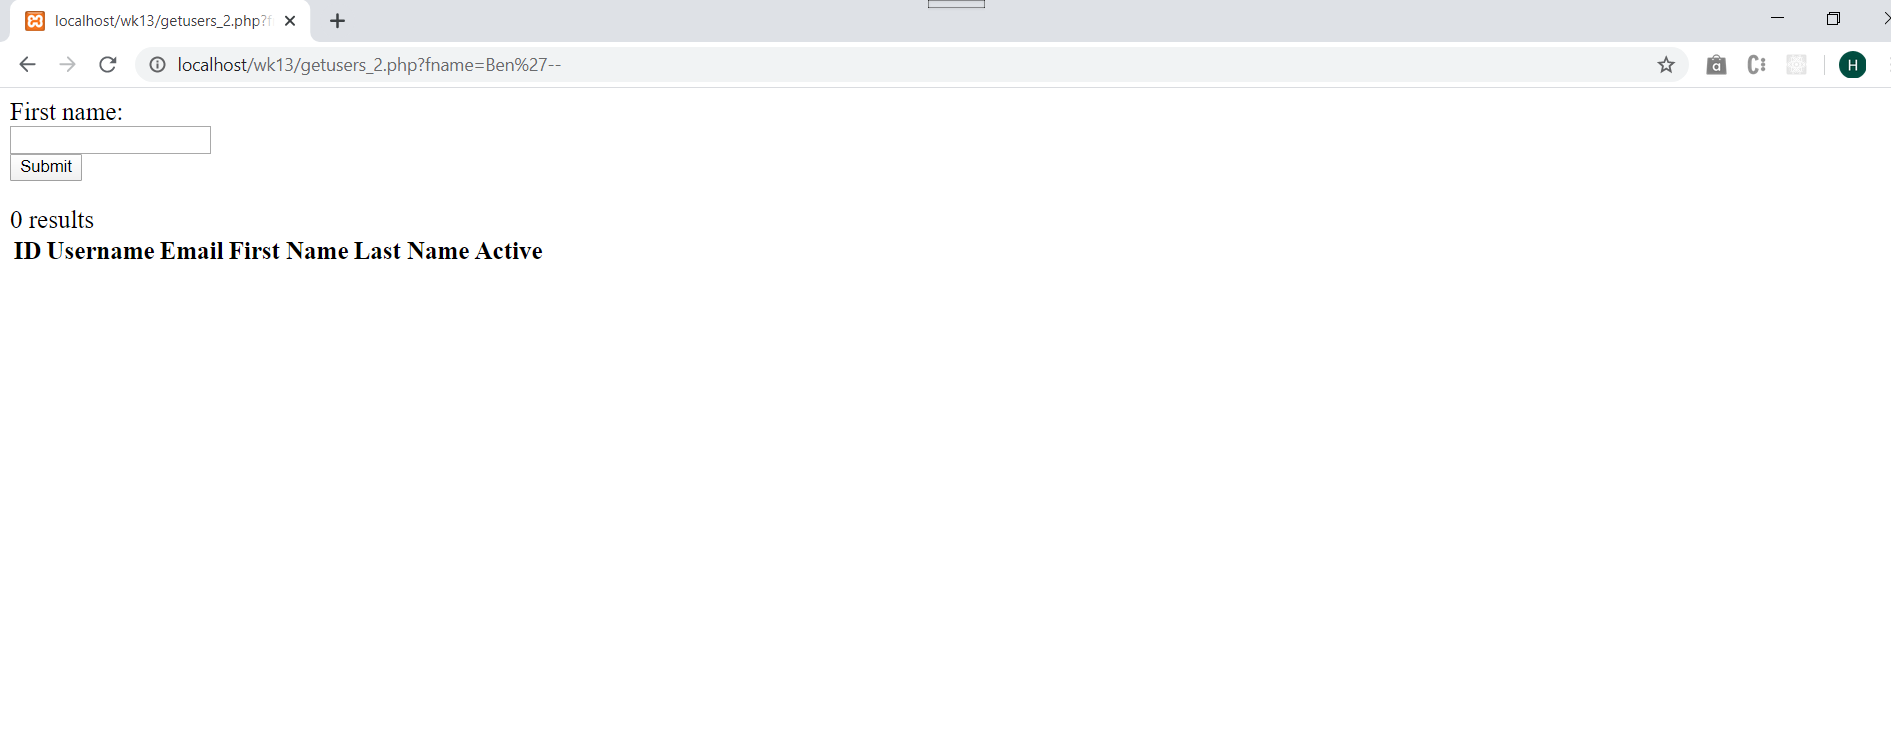 localhost/wk13/getusers_2.php?f
localhost/wk13/getusers_2.php?fname=Ben%27--
H
First name:
Submit
0 results
ID Username Email First Name Last Name Active